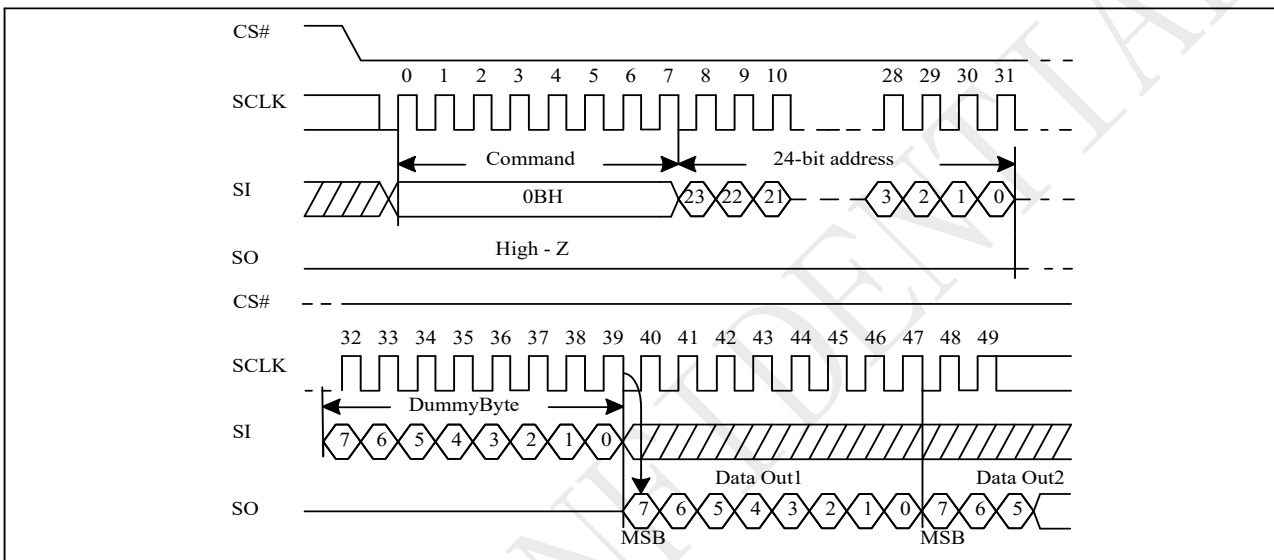 CS#
0 1 2 3 4 5 6 7 8 9 10 28 29 30 31
SCLK
Command 24-bit address
SI 0BH 23 22 21 3 2 1 0
High - Z
SO
CS#
32 33 34 35 36 37 38 39 40 41 42 43 44 45 46 47 48 49
SCLK
DummyByte
SI 7 6 5 4 3 2 1 0
Data Out1 Data Out2
SO 7 6 5 4 3 2 1 0 7 6 5
MSB MSB